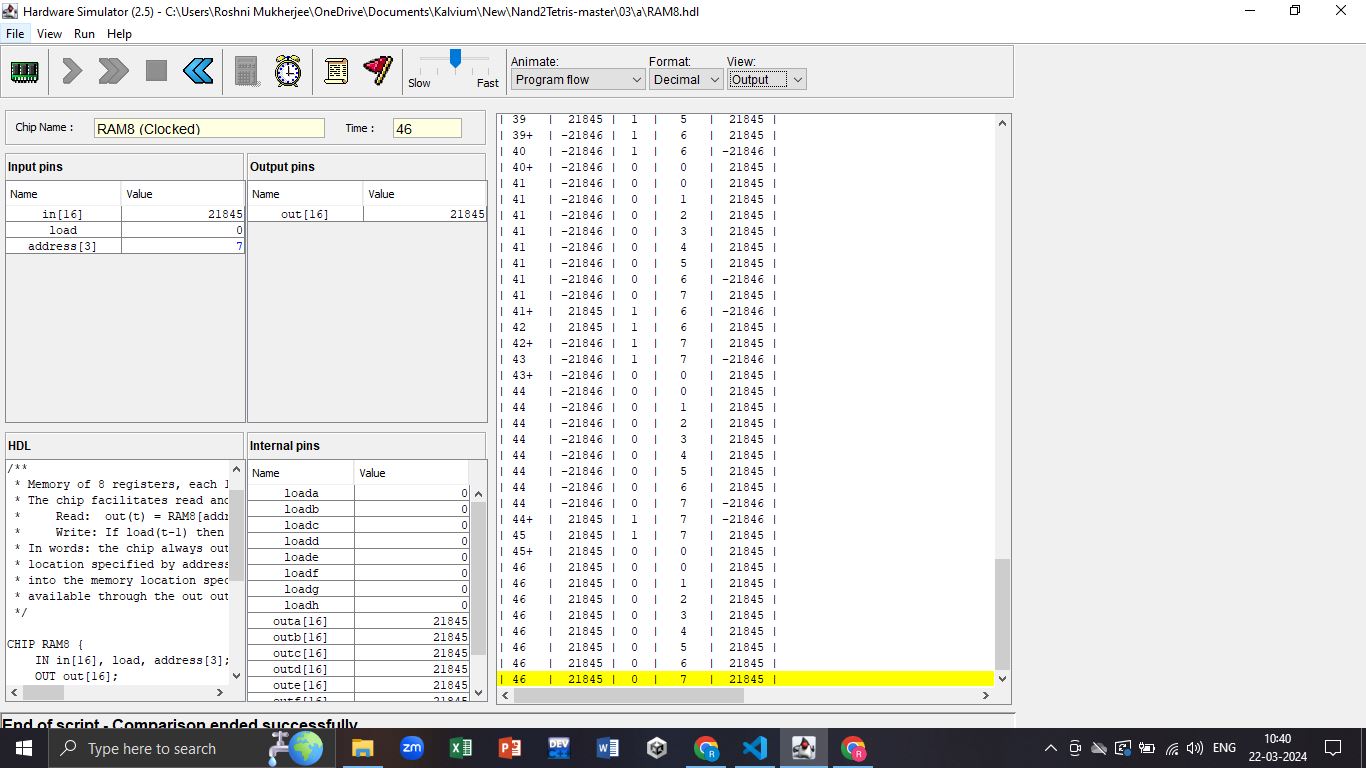 Hardware Simulator (2.5) - C:\Users\Roshni Mukherjee\OneDrive\Documents\Kalvium\New\Nand2Tetris-master\03\a\RAM8.hdl
File View Run Help
Animate: Format: View:
Slow Fast Program flow Decimal Output
Chip Name : RAM8 (Clocked) Time : 46
Input pins
Name Value
in[16] 21845
load 0
address[3] 7
Output pins
Name Value
out[16] 21845
HDL
/**
* Memory of 8 registers, each
* The chip facilitates read and
* Read: out(t) = RAM8[addr
* Write: If load(t-1) then
* In words: the chip always out
* location specified by address
* into the memory location spec
* available through the out out
*/
CHIP RAM8 {
IN in[16], load, address[3];
OUT out[16];
Internal pins
Name Value
loada 0
loadb 0
loadc 0
loadd 0
loade 0
loadf 0
loadg 0
loadh 0
outa[16] 21845
outb[16] 21845
outc[16] 21845
outd[16] 21845
oute[16] 21845
outf[16] 21845
| 39 | 21845 | 1 | 5 | 21845 |
| 39+ | -21846 | 1 | 6 | 21845 |
| 40 | -21846 | 1 | 6 | -21846 |
| 40+ | -21846 | 0 | 0 | 21845 |
| 41 | -21846 | 0 | 0 | 21845 |
| 41 | -21846 | 0 | 1 | 21845 |
| 41 | -21846 | 0 | 2 | 21845 |
| 41 | -21846 | 0 | 3 | 21845 |
| 41 | -21846 | 0 | 4 | 21845 |
| 41 | -21846 | 0 | 5 | 21845 |
| 41 | -21846 | 0 | 6 | -21846 |
| 41 | -21846 | 0 | 7 | 21845 |
| 41+ | 21845 | 1 | 6 | -21846 |
| 42 | 21845 | 1 | 6 | 21845 |
| 42+ | -21846 | 1 | 7 | 21845 |
| 43 | -21846 | 1 | 7 | -21846 |
| 43+ | -21846 | 0 | 0 | 21845 |
| 44 | -21846 | 0 | 0 | 21845 |
| 44 | -21846 | 0 | 1 | 21845 |
| 44 | -21846 | 0 | 2 | 21845 |
| 44 | -21846 | 0 | 3 | 21845 |
| 44 | -21846 | 0 | 4 | 21845 |
| 44 | -21846 | 0 | 5 | 21845 |
| 44 | -21846 | 0 | 6 | 21845 |
| 44 | -21846 | 0 | 7 | -21846 |
| 44+ | 21845 | 1 | 7 | -21846 |
| 45 | 21845 | 1 | 7 | 21845 |
| 45+ | 21845 | 0 | 0 | 21845 |
| 46 | 21845 | 0 | 0 | 21845 |
| 46 | 21845 | 0 | 1 | 21845 |
| 46 | 21845 | 0 | 2 | 21845 |
| 46 | 21845 | 0 | 3 | 21845 |
| 46 | 21845 | 0 | 4 | 21845 |
| 46 | 21845 | 0 | 5 | 21845 |
| 46 | 21845 | 0 | 6 | 21845 |
| 46 | 21845 | 0 | 7 | 21845 |
End of script - Comparison ended successfully
Type here to search
zm
DEV
ENG
10:40
22-03-2024